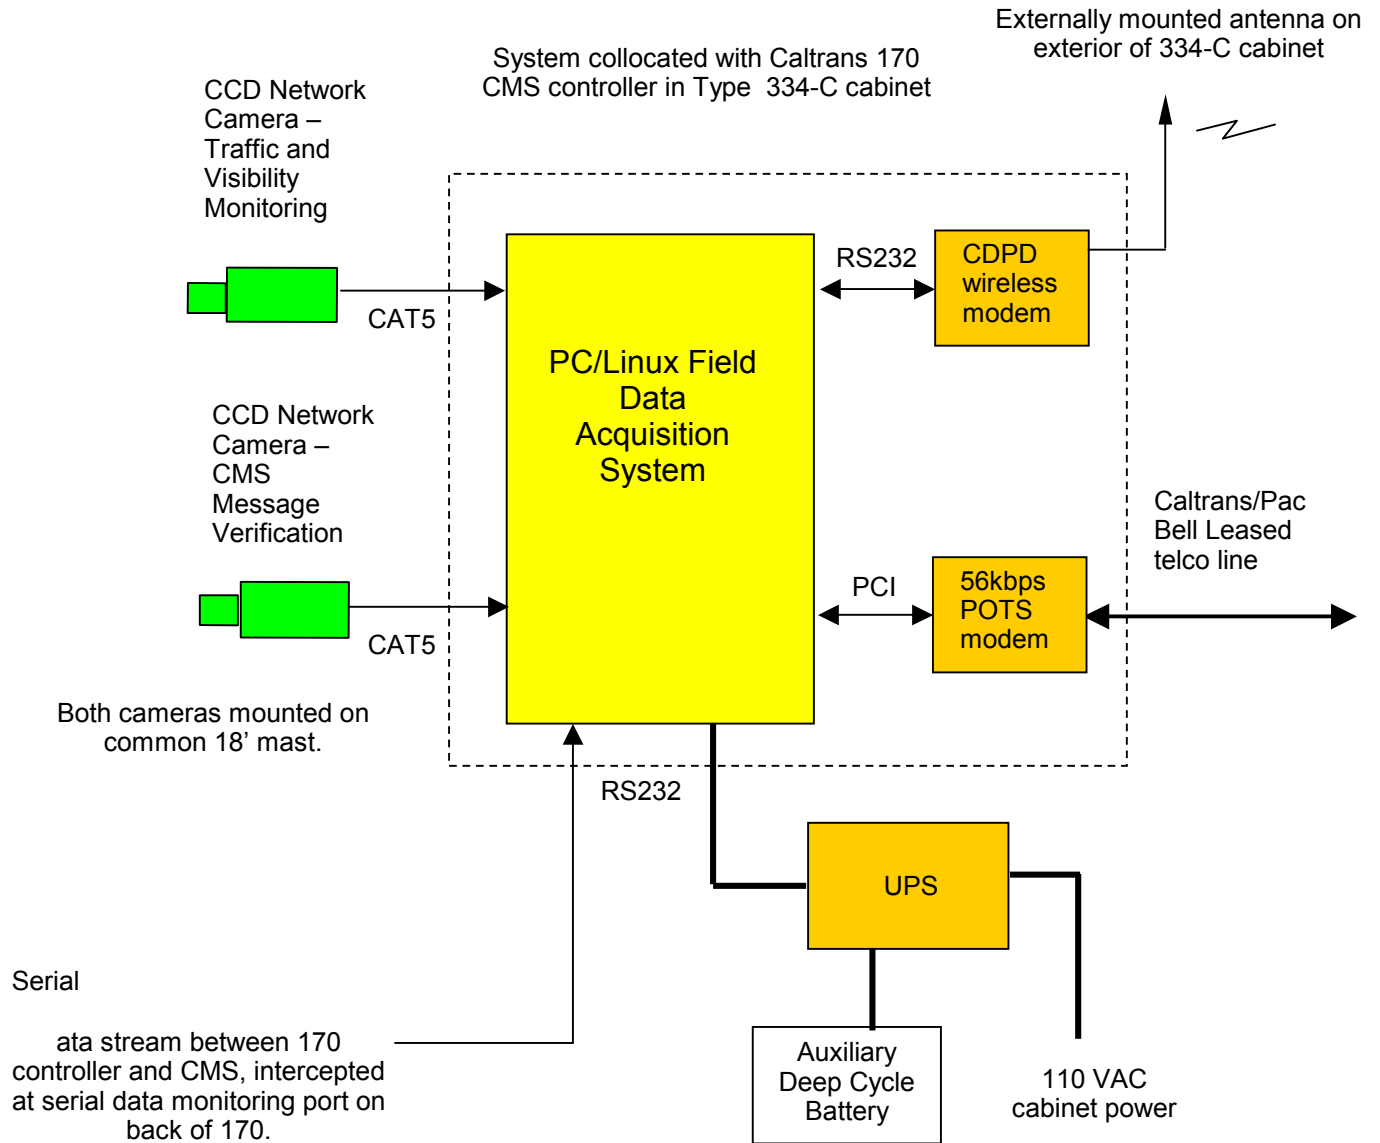 Externally mounted antenna on
exterior of 334-C cabinet
System collocated with Caltrans 170
CMS controller in Type 334-C cabinet
CCD Network
Camera –
Traffic and
Visibility
Monitoring
CAT5
RS232
CDPD
wireless
modem
PC/Linux Field
Data
Acquisition
System
CCD Network
Camera –
CMS
Message
Verification
CAT5
PCI
56kbps
POTS
modem
Caltrans/Pac
Bell Leased
telco line
Both cameras mounted on
common 18’ mast.
RS232
UPS
Serial
ata stream between 170
controller and CMS, intercepted
at serial data monitoring port on
back of 170.
Auxiliary
Deep Cycle
Battery
110 VAC
cabinet power